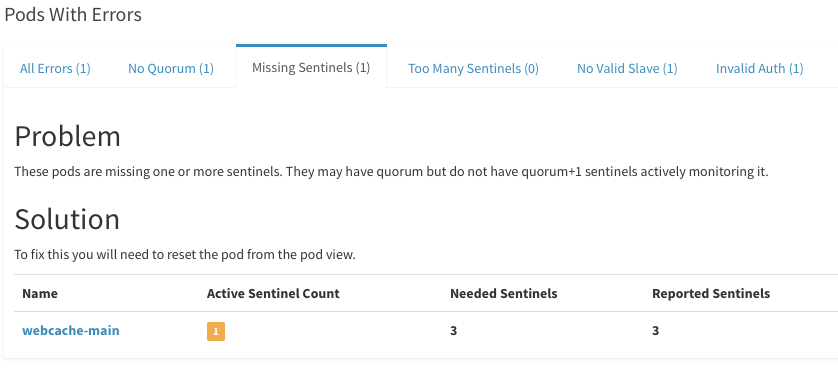 Pods With Errors
All Errors (1) No Quorum (1) Missing Sentinels (1) Too Many Sentinels (0) No Valid Slave (1) Invalid Auth (1)
Problem
These pods are missing one or more sentinels. They may have quorum but do not have quorum+1 sentinels actively monitoring it.
Solution
To fix this you will need to reset the pod from the pod view.
Name Active Sentinel Count Needed Sentinels Reported Sentinels
webcache-main 1 3 3